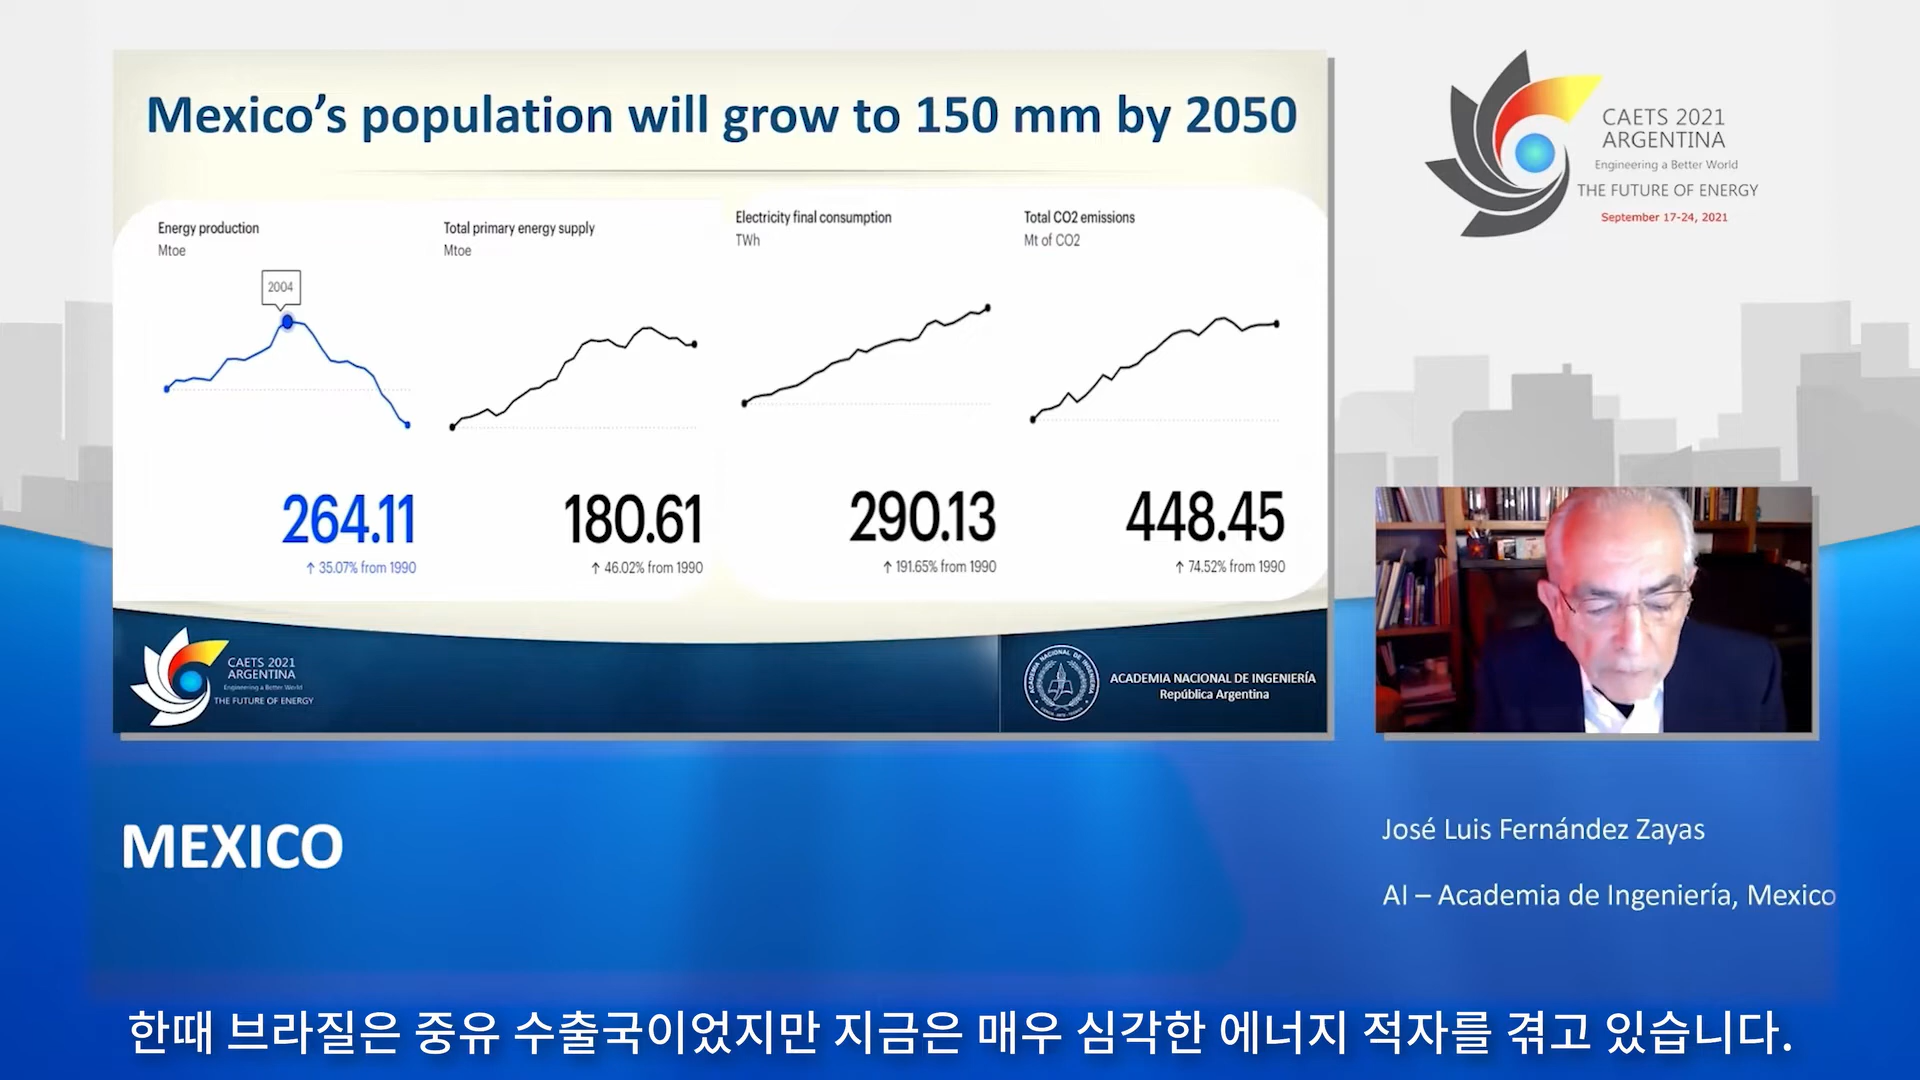 Mexico's population will grow to 150 mm by 2050
Energy production
Mtoe
2004
264.11
↑ 35.07% from 1990
Total primary energy supply
Mtoe
180.61
↑ 46.02% from 1990
Electricity final consumption
TWh
290.13
↑ 191.65% from 1990
Total CO2 emissions
Mt of CO2
448.45
↑ 74.52% from 1990
CAETS 2021
ARGENTINA
Engineering a Better World
THE FUTURE OF ENERGY
ACADEMIA NACIONAL DE INGENIERÍA
República Argentina
CAETS 2021
ARGENTINA
Engineering a Better World
THE FUTURE OF ENERGY
September 17-24, 2021
MEXICO
José Luis Fernández Zayas
AI – Academia de Ingeniería, Mexico
한때 브라질은 중유 수출국이었지만 지금은 매우 심각한 에너지 적자를 겪고 있습니다.